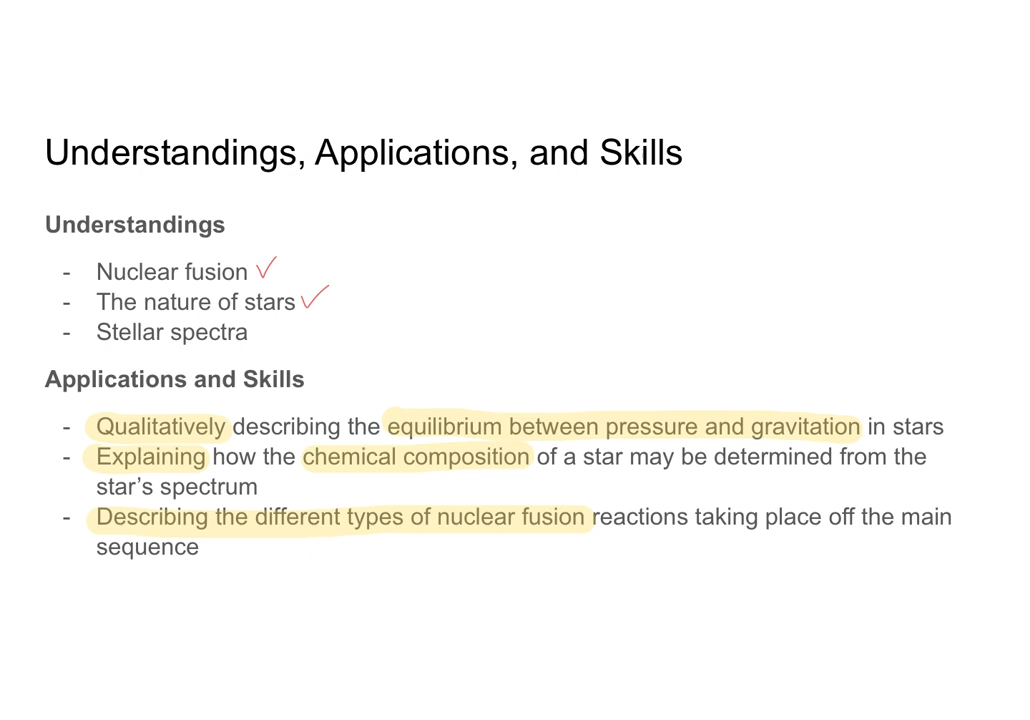 Understandings, Applications, and Skills
Understandings
- Nuclear fusion
- The nature of stars
- Stellar spectra
Applications and Skills
- Qualitatively describing the equilibrium between pressure and gravitation in stars
- Explaining how the chemical composition of a star may be determined from the
star’s spectrum
- Describing the different types of nuclear fusion reactions taking place off the main
sequence